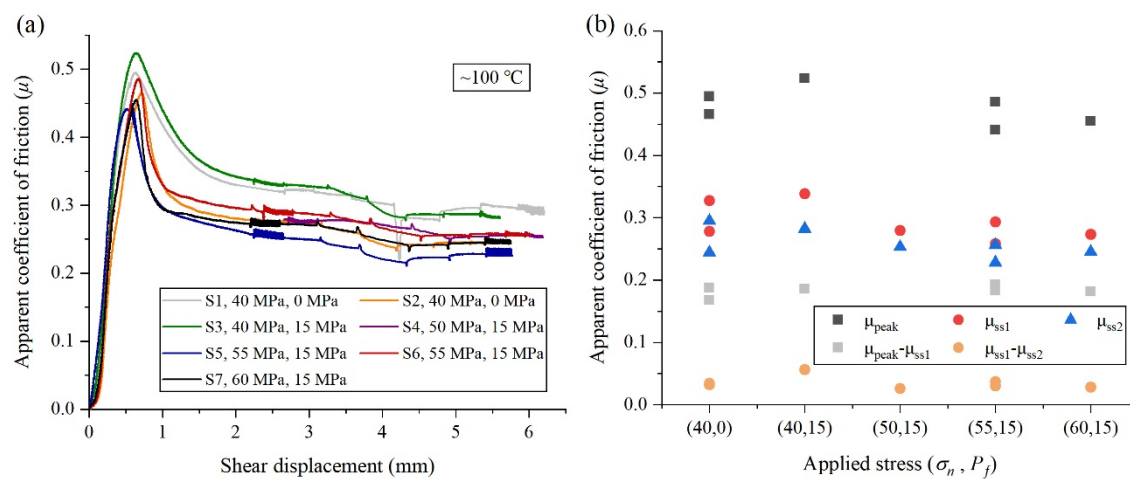 (a)
~100 ℃
0.5
0.4
0.3
0.2
0.1
0.0
Apparent coefficient of friction (μ)
S1, 40 MPa, 0 MPa
S2, 40 MPa, 0 MPa
S3, 40 MPa, 15 MPa
S4, 50 MPa, 15 MPa
S5, 55 MPa, 15 MPa
S6, 55 MPa, 15 MPa
S7, 60 MPa, 15 MPa
0 1 2 3 4 5 6
Shear displacement (mm)
(b)
0.6
0.5
0.4
0.3
0.2
0.1
0.0
Apparent coefficient of friction (μ)
μpeak μss1 μss2
μpeak-μss1 μss1-μss2
(40,0) (40,15) (50,15) (55,15) (60,15)
Applied stress (σn , Pf)